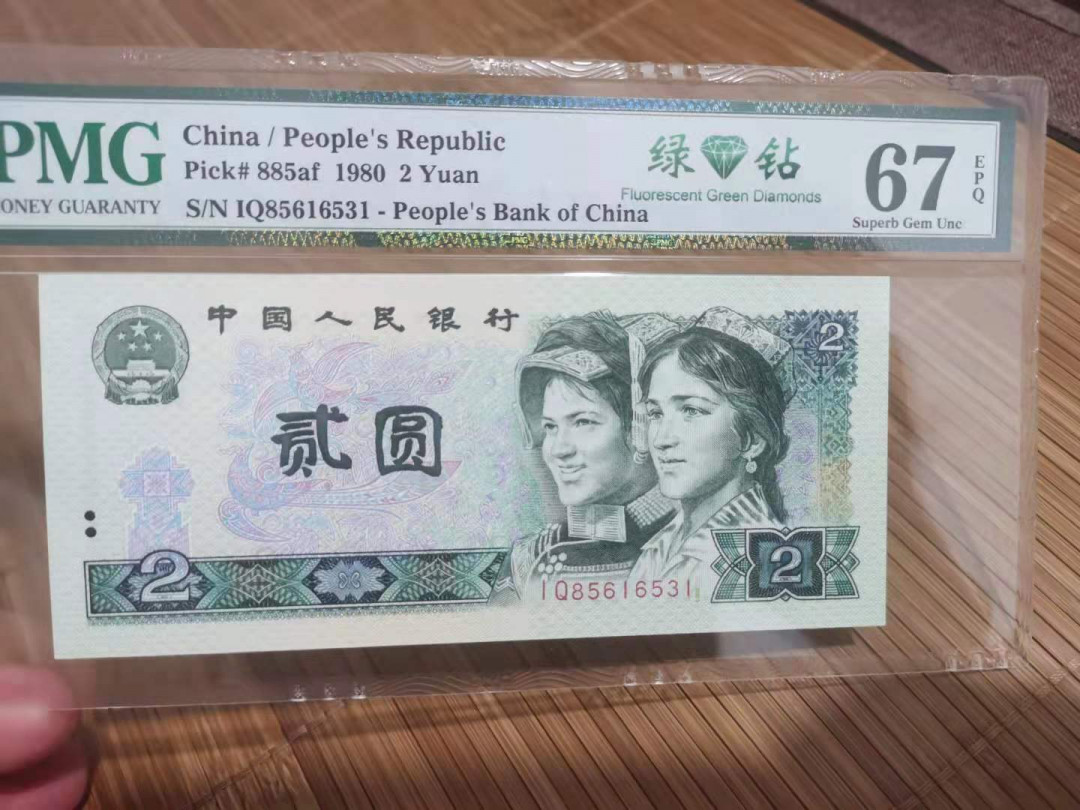 PMG
ONEY GUARANTY
China / People's Republic
Pick# 885af 1980 2 Yuan
S/N IQ85616531 - People's Bank of China
绿钻
Fluorescent Green Diamonds
67
EPQ
Superb Gem Unc
中国人民银行
2
贰圆
2
2
IQ85616531